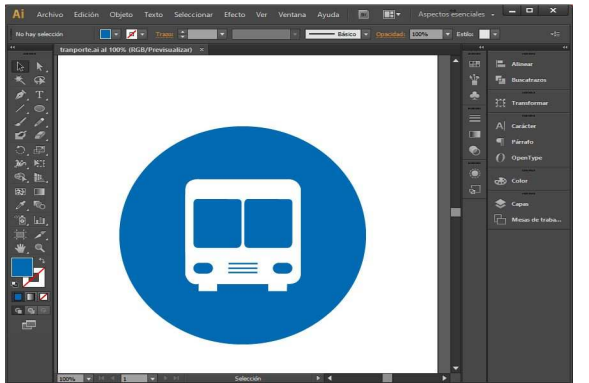 Ai Archivo Edición Objeto Texto Seleccionar Efecto Ver Ventana Ayuda Aspectos esenciales
No hay selección Trazo: Básico Opacidad: 100% Estilo:
tranporte.ai al 100% (RGB/Previsualizar) ×
Alinear
Buscatrazos
Transformar
Carácter
Párrafo
OpenType
Color
Capas
Mesas de traba...
100% 1 Selección